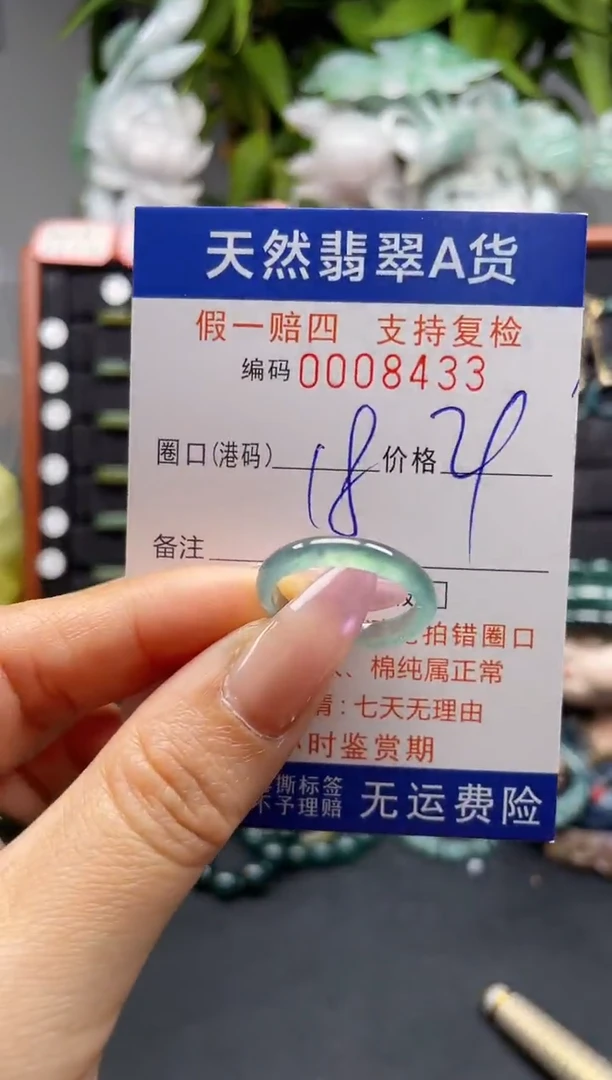 天然翡翠A货
假一赔四 支持复检
编码 0008433
圈口(港码) 18 价格
备注
拍错圈口
、棉纯属正常
:七天无理由
时鉴赏期
撕标签
不予理赔
无运费险